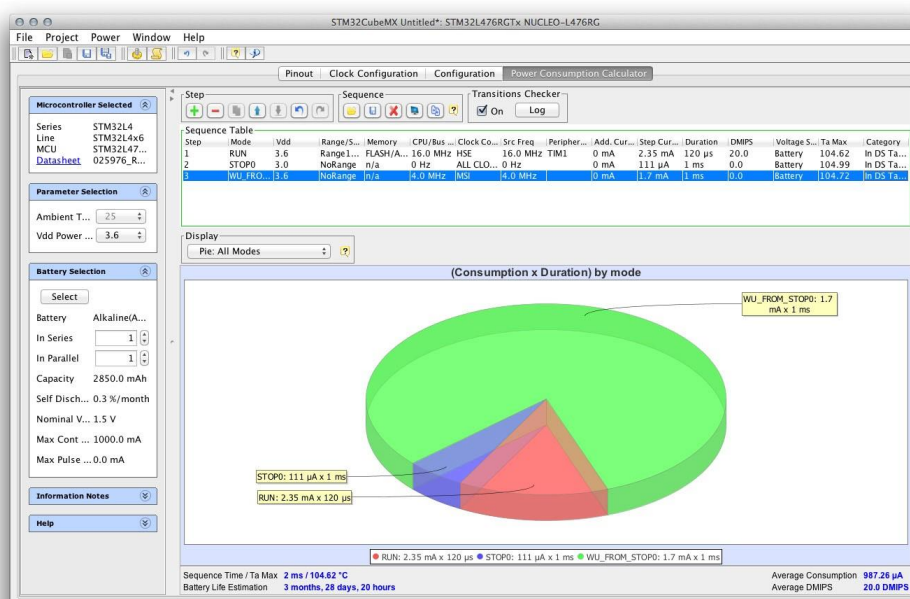 STM32CubeMX Untitled*: STM32L476RGTx NUCLEO-L476RG
File Project Power Window Help
Pinout Clock Configuration Configuration Power Consumption Calculator
Microcontroller Selected
Series STM32L4
Line STM32L4x6
MCU STM32L47...
Datasheet 025976_R...
Parameter Selection
Ambient T... 25
Vdd Power ... 3.6
Battery Selection
Select
Battery Alkaline(A...
In Series 1
In Parallel 1
Capacity 2850.0 mAh
Self Disch... 0.3 %/month
Nominal V... 1.5 V
Max Cont ... 1000.0 mA
Max Pulse ...0.0 mA
Information Notes
Help
Step Sequence Transitions Checker
On Log
Sequence Table
Step Mode Vdd Range/S... Memory CPU/Bus ... Clock Co... Src Freq Peripher... Add. Cur... Step Cur... Duration DMIPS Voltage S... Ta Max Category
1 RUN 3.6 Range1... FLASH/A... 16.0 MHz HSE 16.0 MHz TIM1 0 mA 2.35 mA 120 µs 20.0 Battery 104.62 In DS Ta...
2 STOP0 3.0 NoRange n/a 0 Hz ALL CLO... 0 Hz 0 mA 111 µA 1 ms 0.0 Battery 104.99 In DS Ta...
3 WU_FRO... 3.6 NoRange n/a 4.0 MHz MSI 4.0 MHz 0 mA 1.7 mA 1 ms 0.0 Battery 104.72 In DS Ta...
Display
Pie: All Modes
(Consumption x Duration) by mode
WU_FROM_STOP0: 1.7
mA x 1 ms
STOP0: 111 µA x 1 ms
RUN: 2.35 mA x 120 µs
RUN: 2.35 mA x 120 µs STOP0: 111 µA x 1 ms WU_FROM_STOP0: 1.7 mA x 1 ms
Sequence Time / Ta Max 2 ms / 104.62 °C
Average Consumption 987.26 µA
Battery Life Estimation 3 months, 28 days, 20 hours
Average DMIPS 20.0 DMIPS